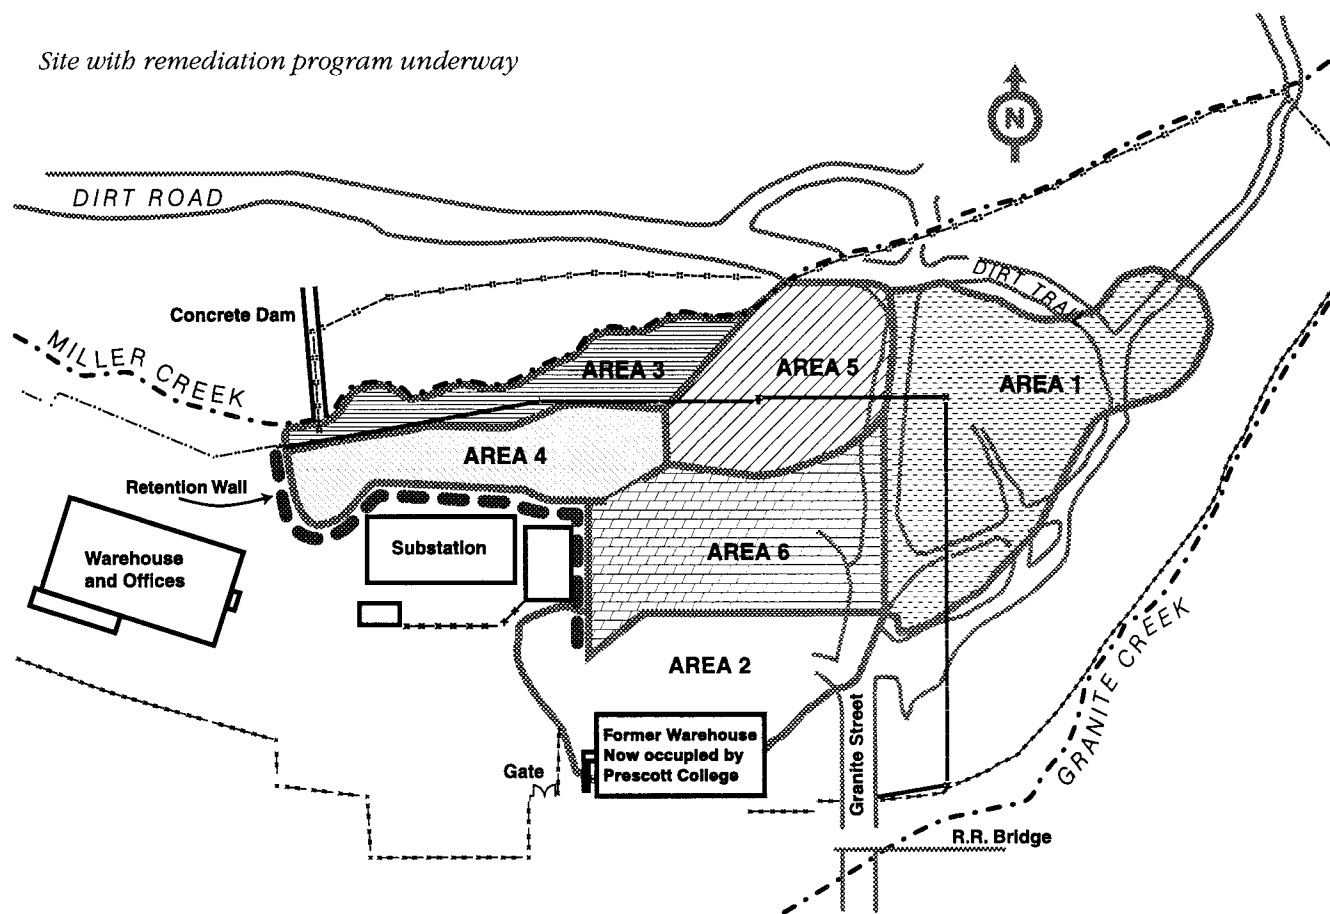 Site with remediation program underway
N
DIRT ROAD
DIRT TRAIL
Concrete Dam
MILLER CREEK
AREA 3
AREA 5
AREA 1
AREA 4
Retention Wall
Warehouse
and Offices
Substation
AREA 6
AREA 2
GRANITE CREEK
Former Warehouse
Now occupied by
Prescott College
Gate
Granite Street
R.R. Bridge